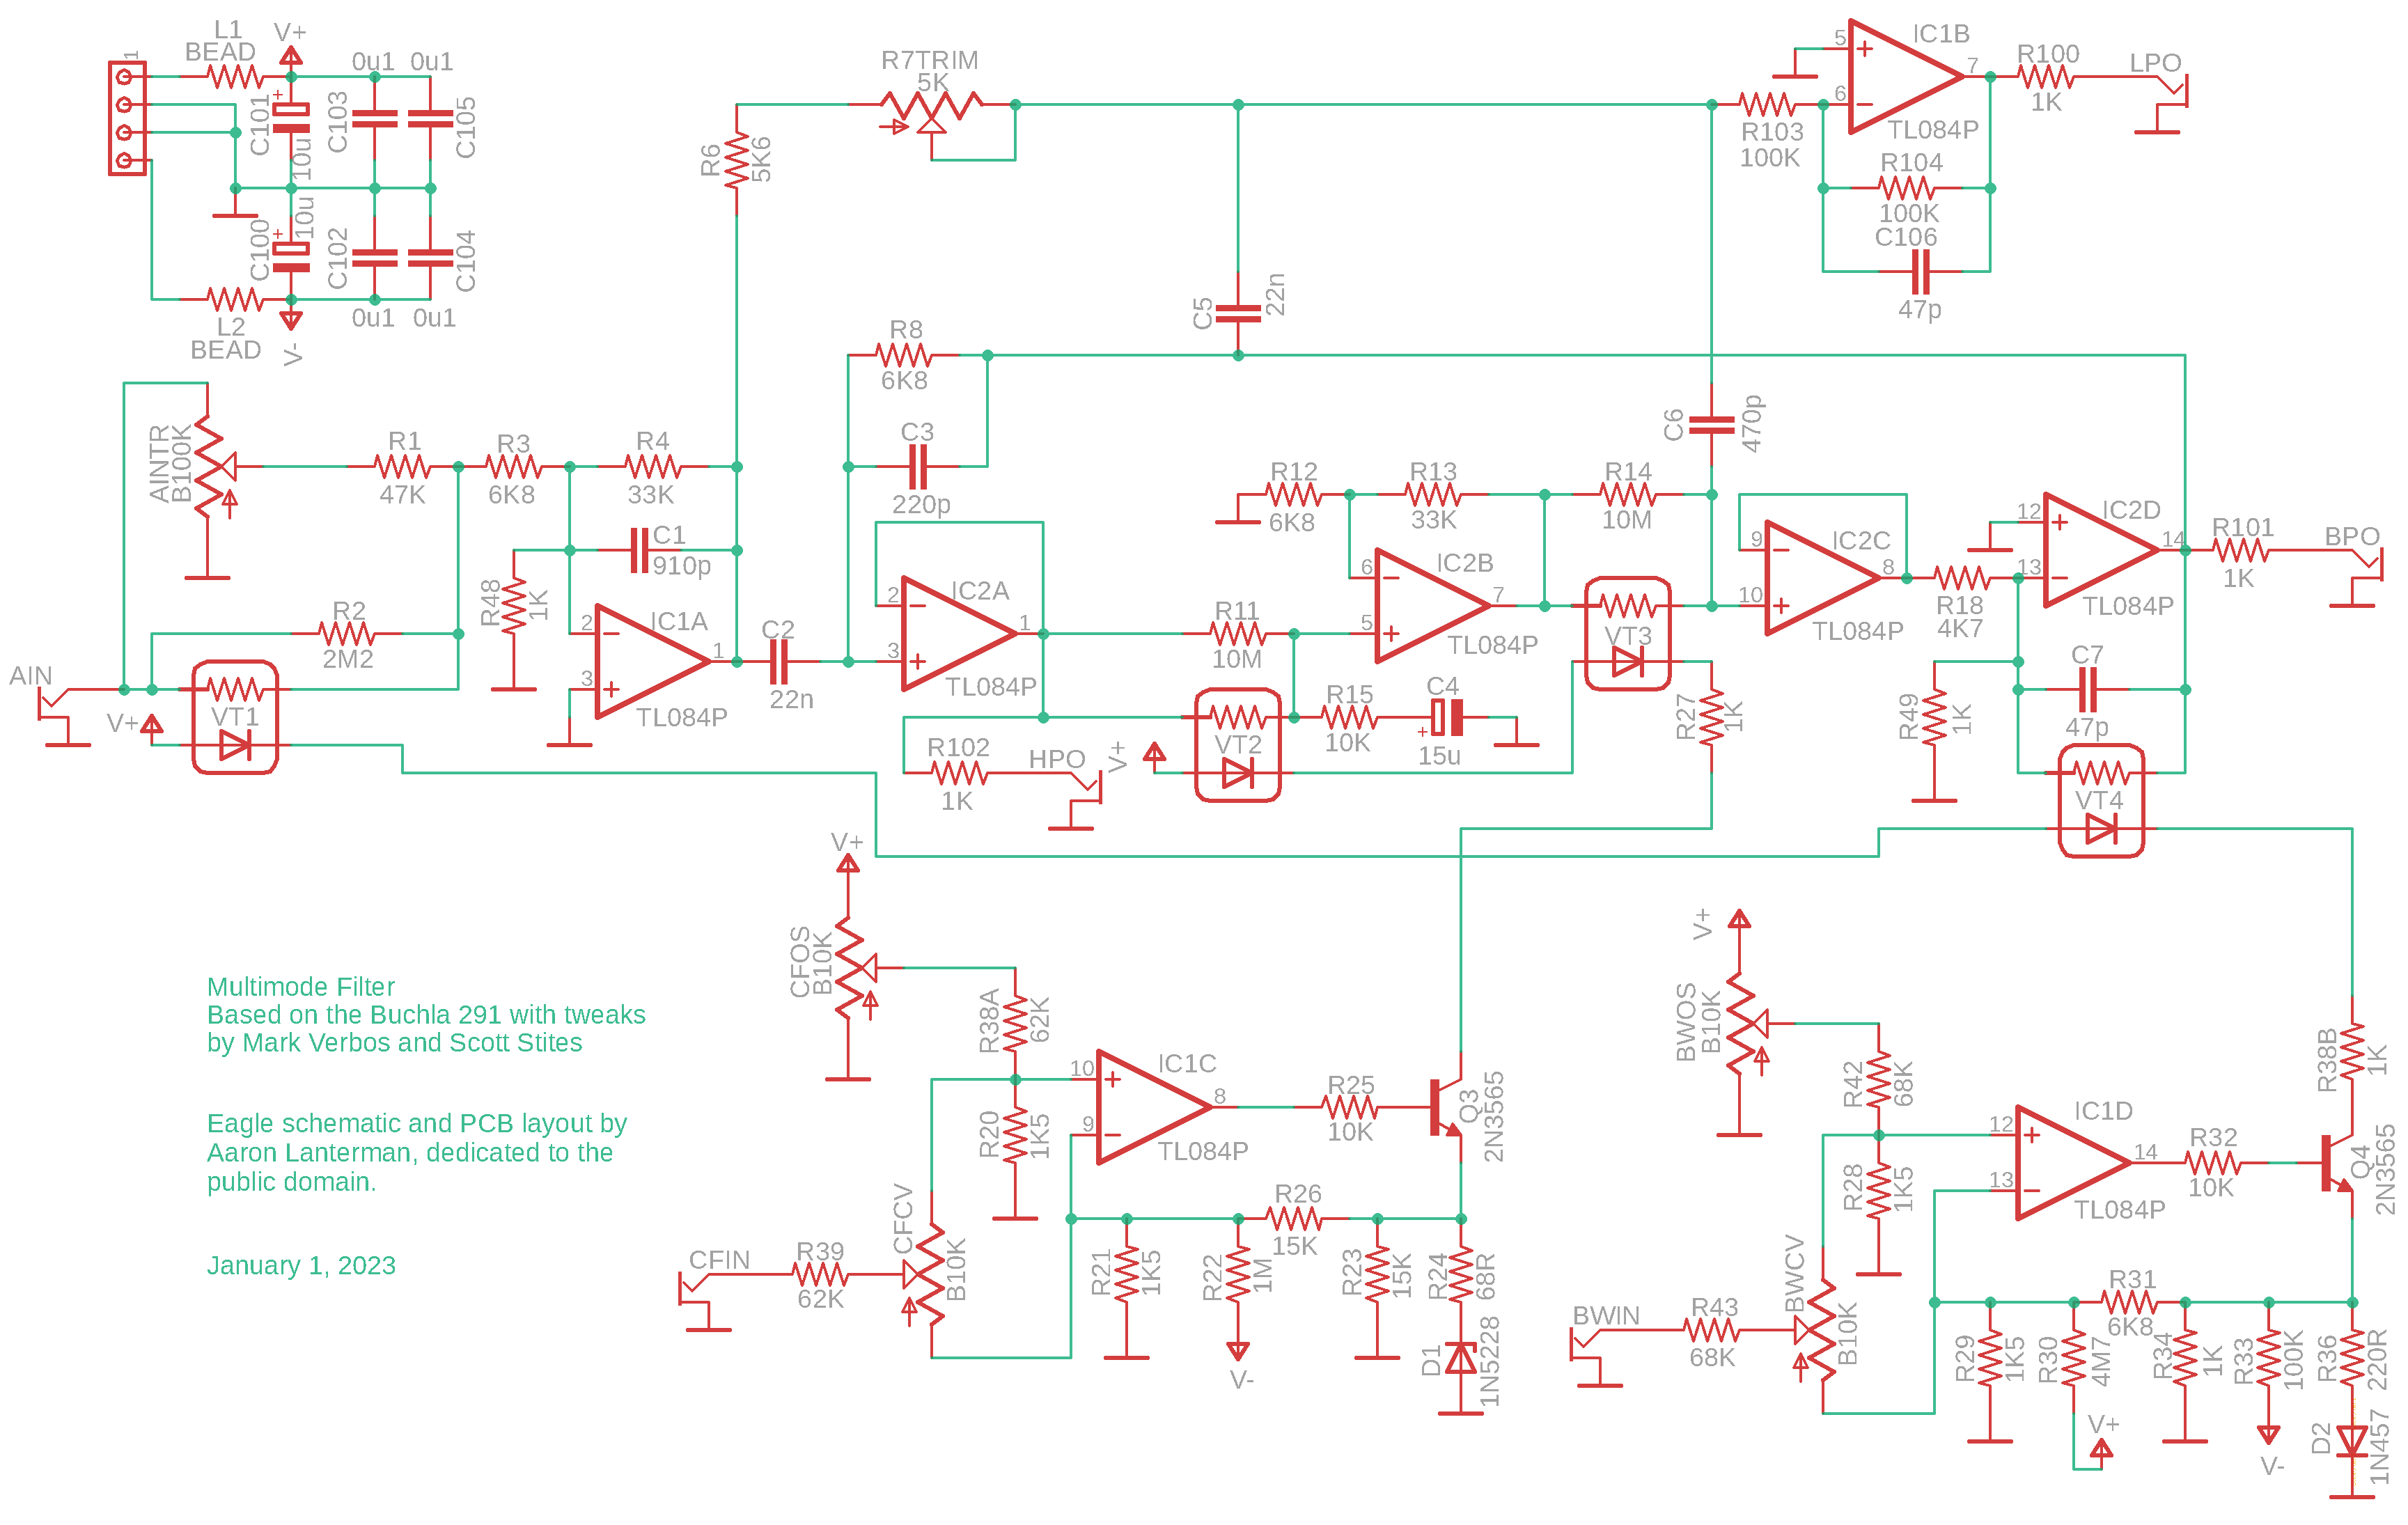 L1
BEAD
V+
1
0u1
0u1
C101
10u
C103
C105
C100
10u
C102
C104
L2
BEAD
V-
0u1
0u1
R7TRIM
5K
R6
5K6
IC1B
5
6
7
TL084P
R100
1K
LPO
R103
100K
R104
100K
C106
47p
C5
22n
R8
6K8
C3
220p
C6
470p
AINTR
B100K
R1
47K
R3
6K8
R4
33K
C1
910p
R48
1K
R2
2M2
AIN
V+
VT1
IC1A
2
3
1
TL084P
C2
22n
IC2A
2
3
1
TL084P
R102
1K
HPO
R11
10M
V+
VT2
R12
6K8
R13
33K
R14
10M
IC2B
6
5
7
TL084P
R15
10K
C4
15u
VT3
R27
1K
IC2C
9
10
8
TL084P
R18
4K7
IC2D
12
13
14
TL084P
R101
1K
BPO
R49
1K
C7
47p
VT4
V+
CFOS
B10K
R38A
62K
R20
1K5
IC1C
10
9
8
TL084P
R25
10K
Q3
2N3565
CFIN
R39
62K
CFCV
B10K
R21
1K5
R22
1M
V-
R26
15K
R23
15K
R24
68R
D1
1N5228
V+
BWOS
B10K
R42
68K
R28
1K5
IC1D
12
13
14
TL084P
R32
10K
R38B
1K
Q4
2N3565
BWIN
R43
68K
BWCV
B10K
R29
1K5
R30
4M7
V+
R31
6K8
R34
1K
R33
100K
V-
R36
220R
D2
1N457
Multimode Filter
Based on the Buchla 291 with tweaks
by Mark Verbos and Scott Stites
Eagle schematic and PCB layout by
Aaron Lanterman, dedicated to the
public domain.
January 1, 2023